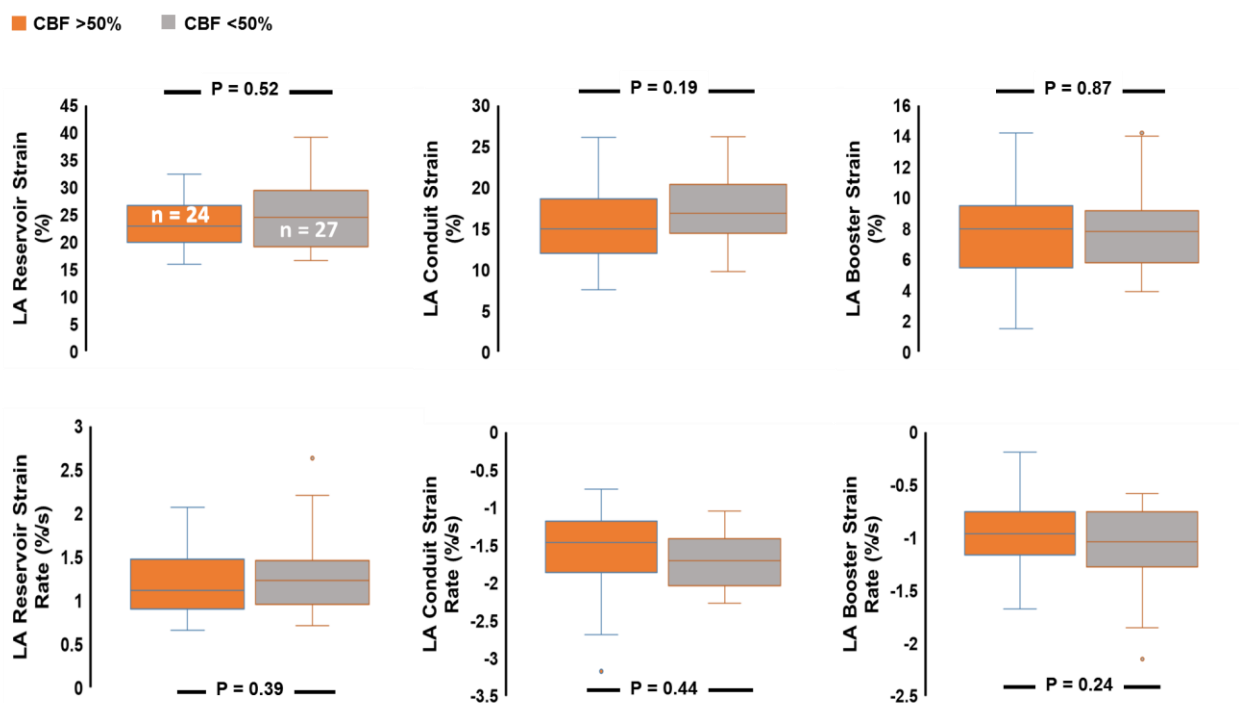 CBF >50% CBF <50%
P = 0.52
LA Reservoir Strain
(%)
45
40
35
30
25
20
15
10
5
0
n = 24
n = 27
P = 0.19
LA Conduit Strain
(%)
30
25
20
15
10
5
0
P = 0.87
LA Booster Strain
(%)
16
14
12
10
8
6
4
2
0
LA Reservoir Strain
Rate (%/s)
3
2.5
2
1.5
1
0.5
0
P = 0.39
LA Conduit Strain
Rate (%/s)
0
-0.5
-1
-1.5
-2
-2.5
-3
-3.5
P = 0.44
LA Booster Strain
Rate (%/s)
0
-0.5
-1
-1.5
-2
-2.5
P = 0.24